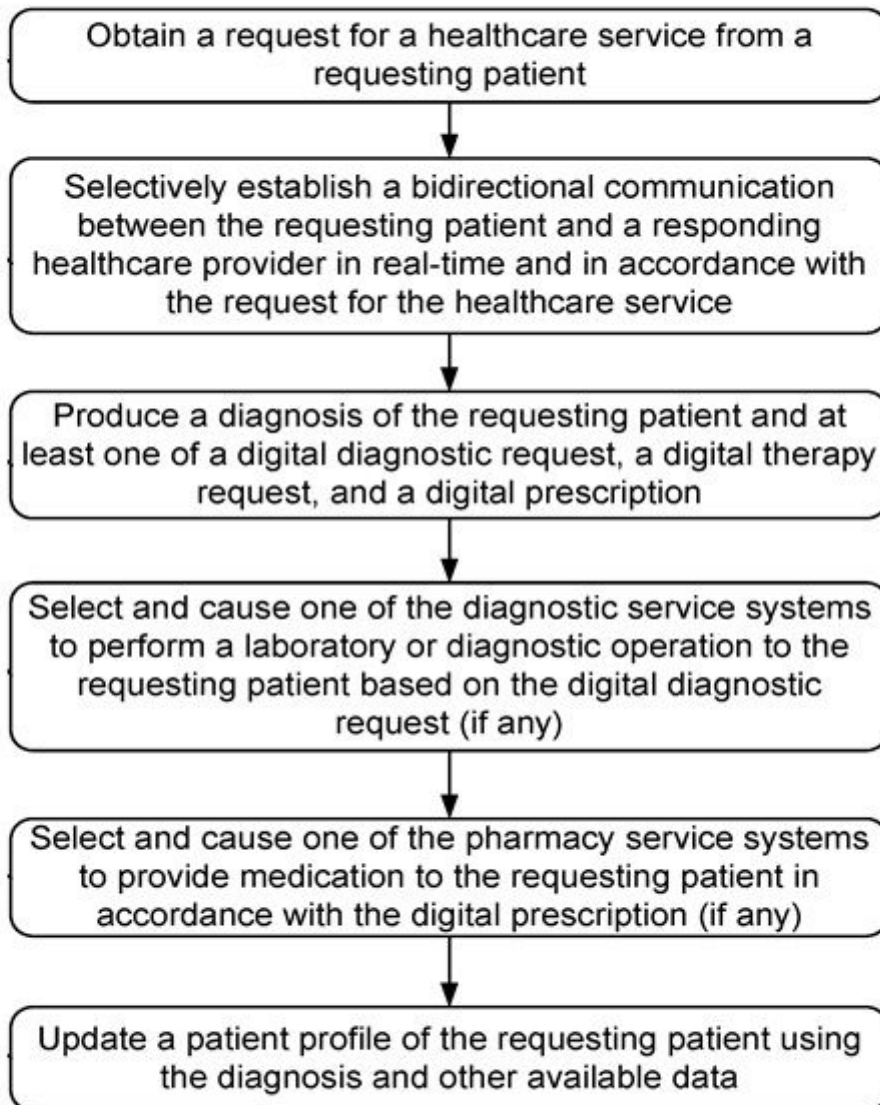 Obtain a request for a healthcare service from a
requesting patient
Selectively establish a bidirectional communication
between the requesting patient and a responding
healthcare provider in real-time and in accordance with
the request for the healthcare service
Produce a diagnosis of the requesting patient and at
least one of a digital diagnostic request, a digital therapy
request, and a digital prescription
Select and cause one of the diagnostic service systems
to perform a laboratory or diagnostic operation to the
requesting patient based on the digital diagnostic
request (if any)
Select and cause one of the pharmacy service systems
to provide medication to the requesting patient in
accordance with the digital prescription (if any)
Update a patient profile of the requesting patient using
the diagnosis and other available data